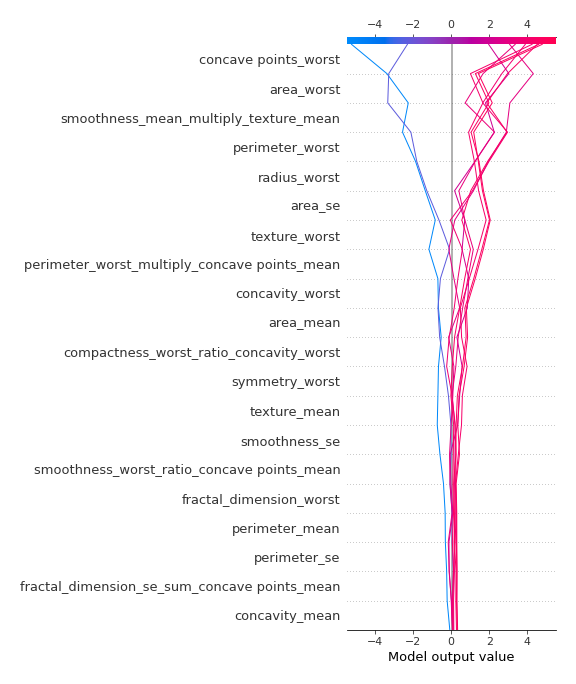 −4 −2 0 2 4
concave points_worst
area_worst
smoothness_mean_multiply_texture_mean
perimeter_worst
radius_worst
area_se
texture_worst
perimeter_worst_multiply_concave points_mean
concavity_worst
area_mean
compactness_worst_ratio_concavity_worst
symmetry_worst
texture_mean
smoothness_se
smoothness_worst_ratio_concave points_mean
fractal_dimension_worst
perimeter_mean
perimeter_se
fractal_dimension_se_sum_concave points_mean
concavity_mean
−4 −2 0 2 4
Model output value